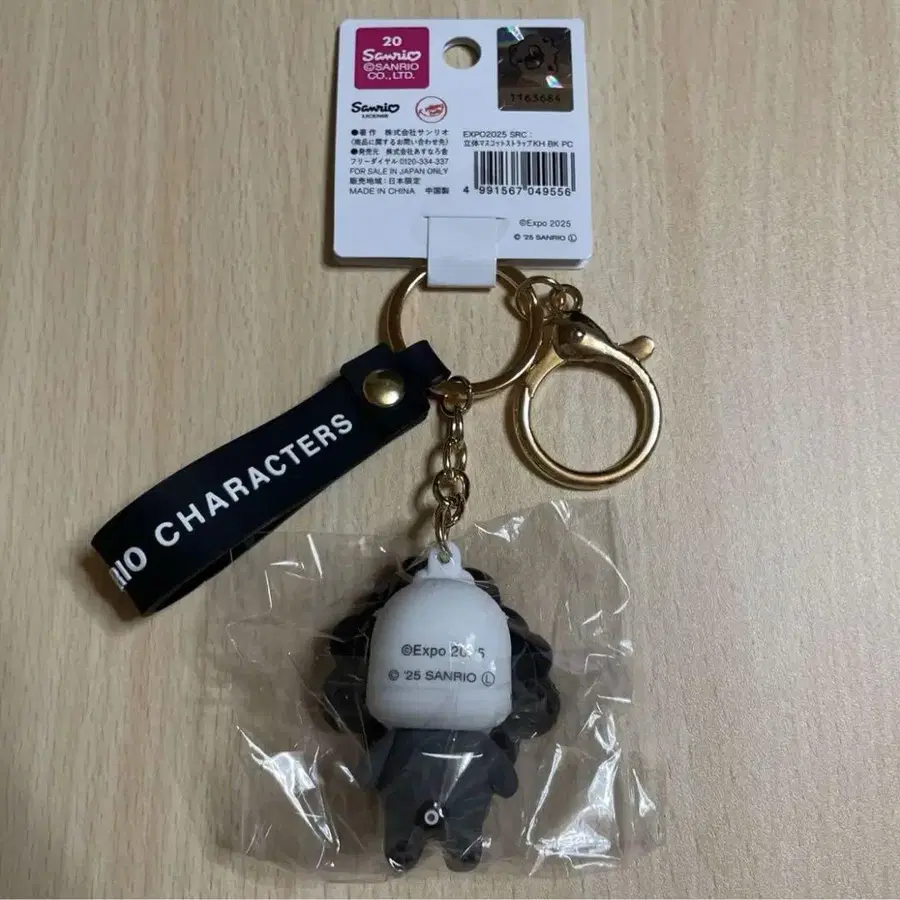 20
Sanrio
©SANRIO
CO.,LTD.
1163684
Sanrio
LICENSE
EXPO2025 SRC :
立体マスコットストラップKH BK PC
●著作 株式会社サンリオ
(商品に関するお問い合わせ先)
●発売元 株式会社あすなろ舎
フリーダイヤル 0120-334-337
FOR SALE IN JAPAN ONLY
販売地域:日本限定
MADE IN CHINA 中国製
4 991567 049556
©Expo 2025
© '25 SANRIO Ⓛ
RIO CHARACTERS
©Expo 2025
© '25 SANRIO Ⓛ